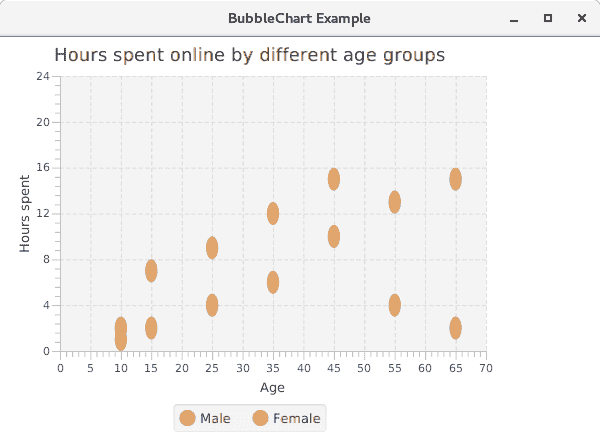 BubbleChart Example
Hours spent online by different age groups
24
20
16
12
8
4
0
Hours spent
0 5 10 15 20 25 30 35 40 45 50 55 60 65 70
Age
Male Female